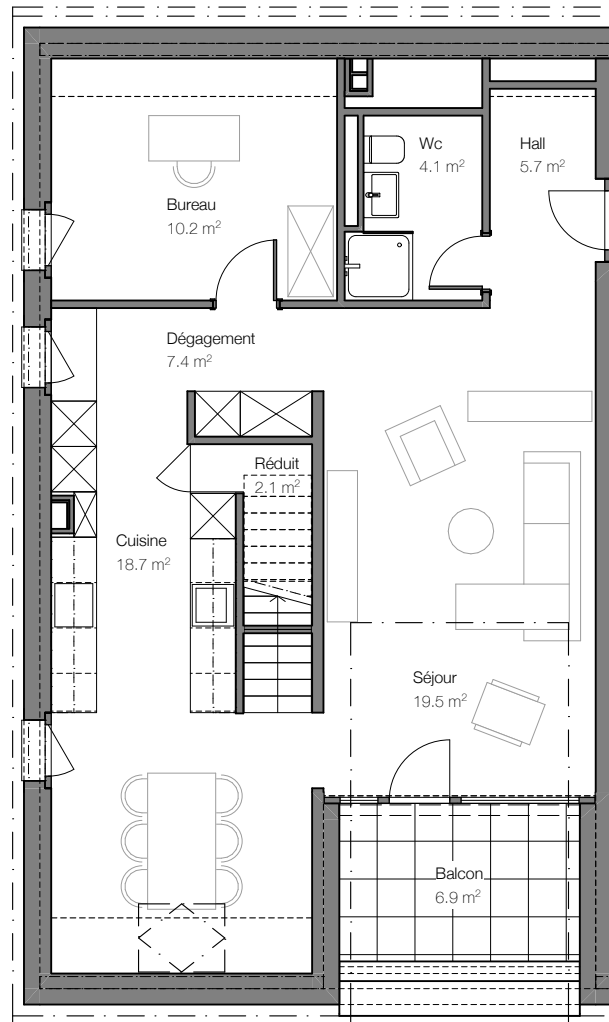 Wc
4.1 m²
Hall
5.7 m²
Bureau
10.2 m²
Dégagement
7.4 m²
Réduit
2.1 m²
Cuisine
18.7 m²
Séjour
19.5 m²
Balcon
6.9 m²